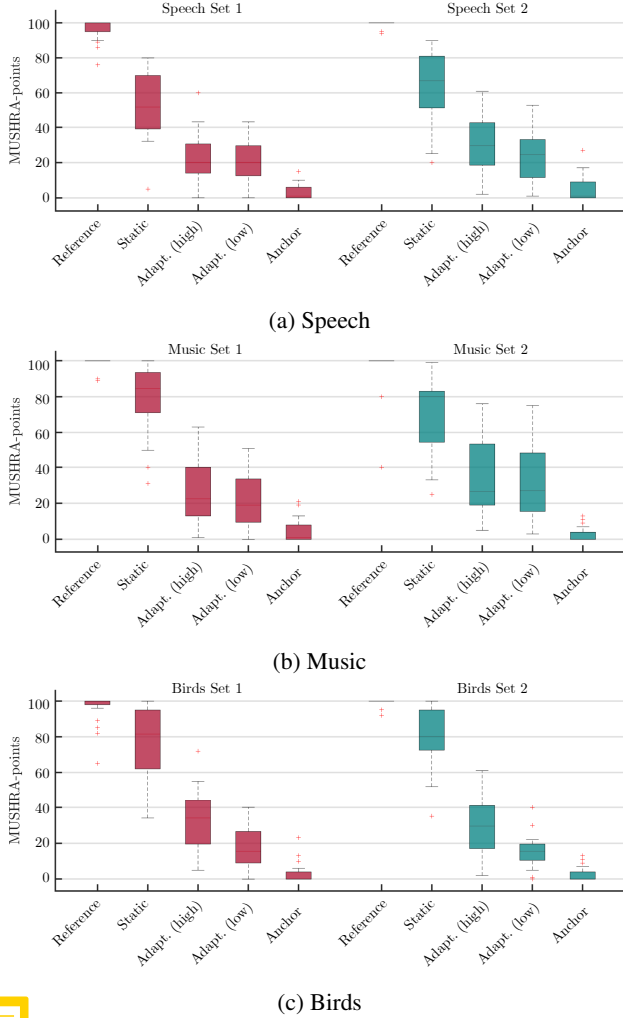 Speech Set 1 Speech Set 2
100
80
60
40
20
0
MUSHRA-points
Reference Static Adapt. (high) Adapt. (low) Anchor Reference Static Adapt. (high) Adapt. (low) Anchor
(a) Speech
Music Set 1 Music Set 2
100
80
60
40
20
0
MUSHRA-points
Reference Static Adapt. (high) Adapt. (low) Anchor Reference Static Adapt. (high) Adapt. (low) Anchor
(b) Music
Birds Set 1 Birds Set 2
100
80
60
40
20
0
MUSHRA-points
Reference Static Adapt. (high) Adapt. (low) Anchor Reference Static Adapt. (high) Adapt. (low) Anchor
(c) Birds